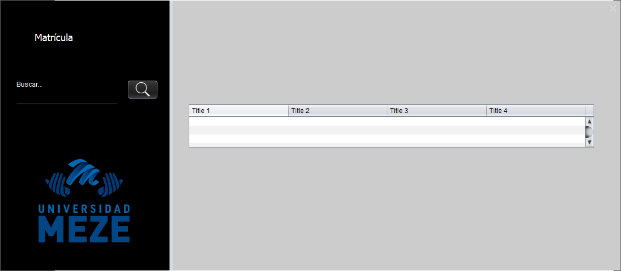 Matrícula
Buscar...
Title 1 Title 2 Title 3 Title 4
UNIVERSIDAD
MEZE